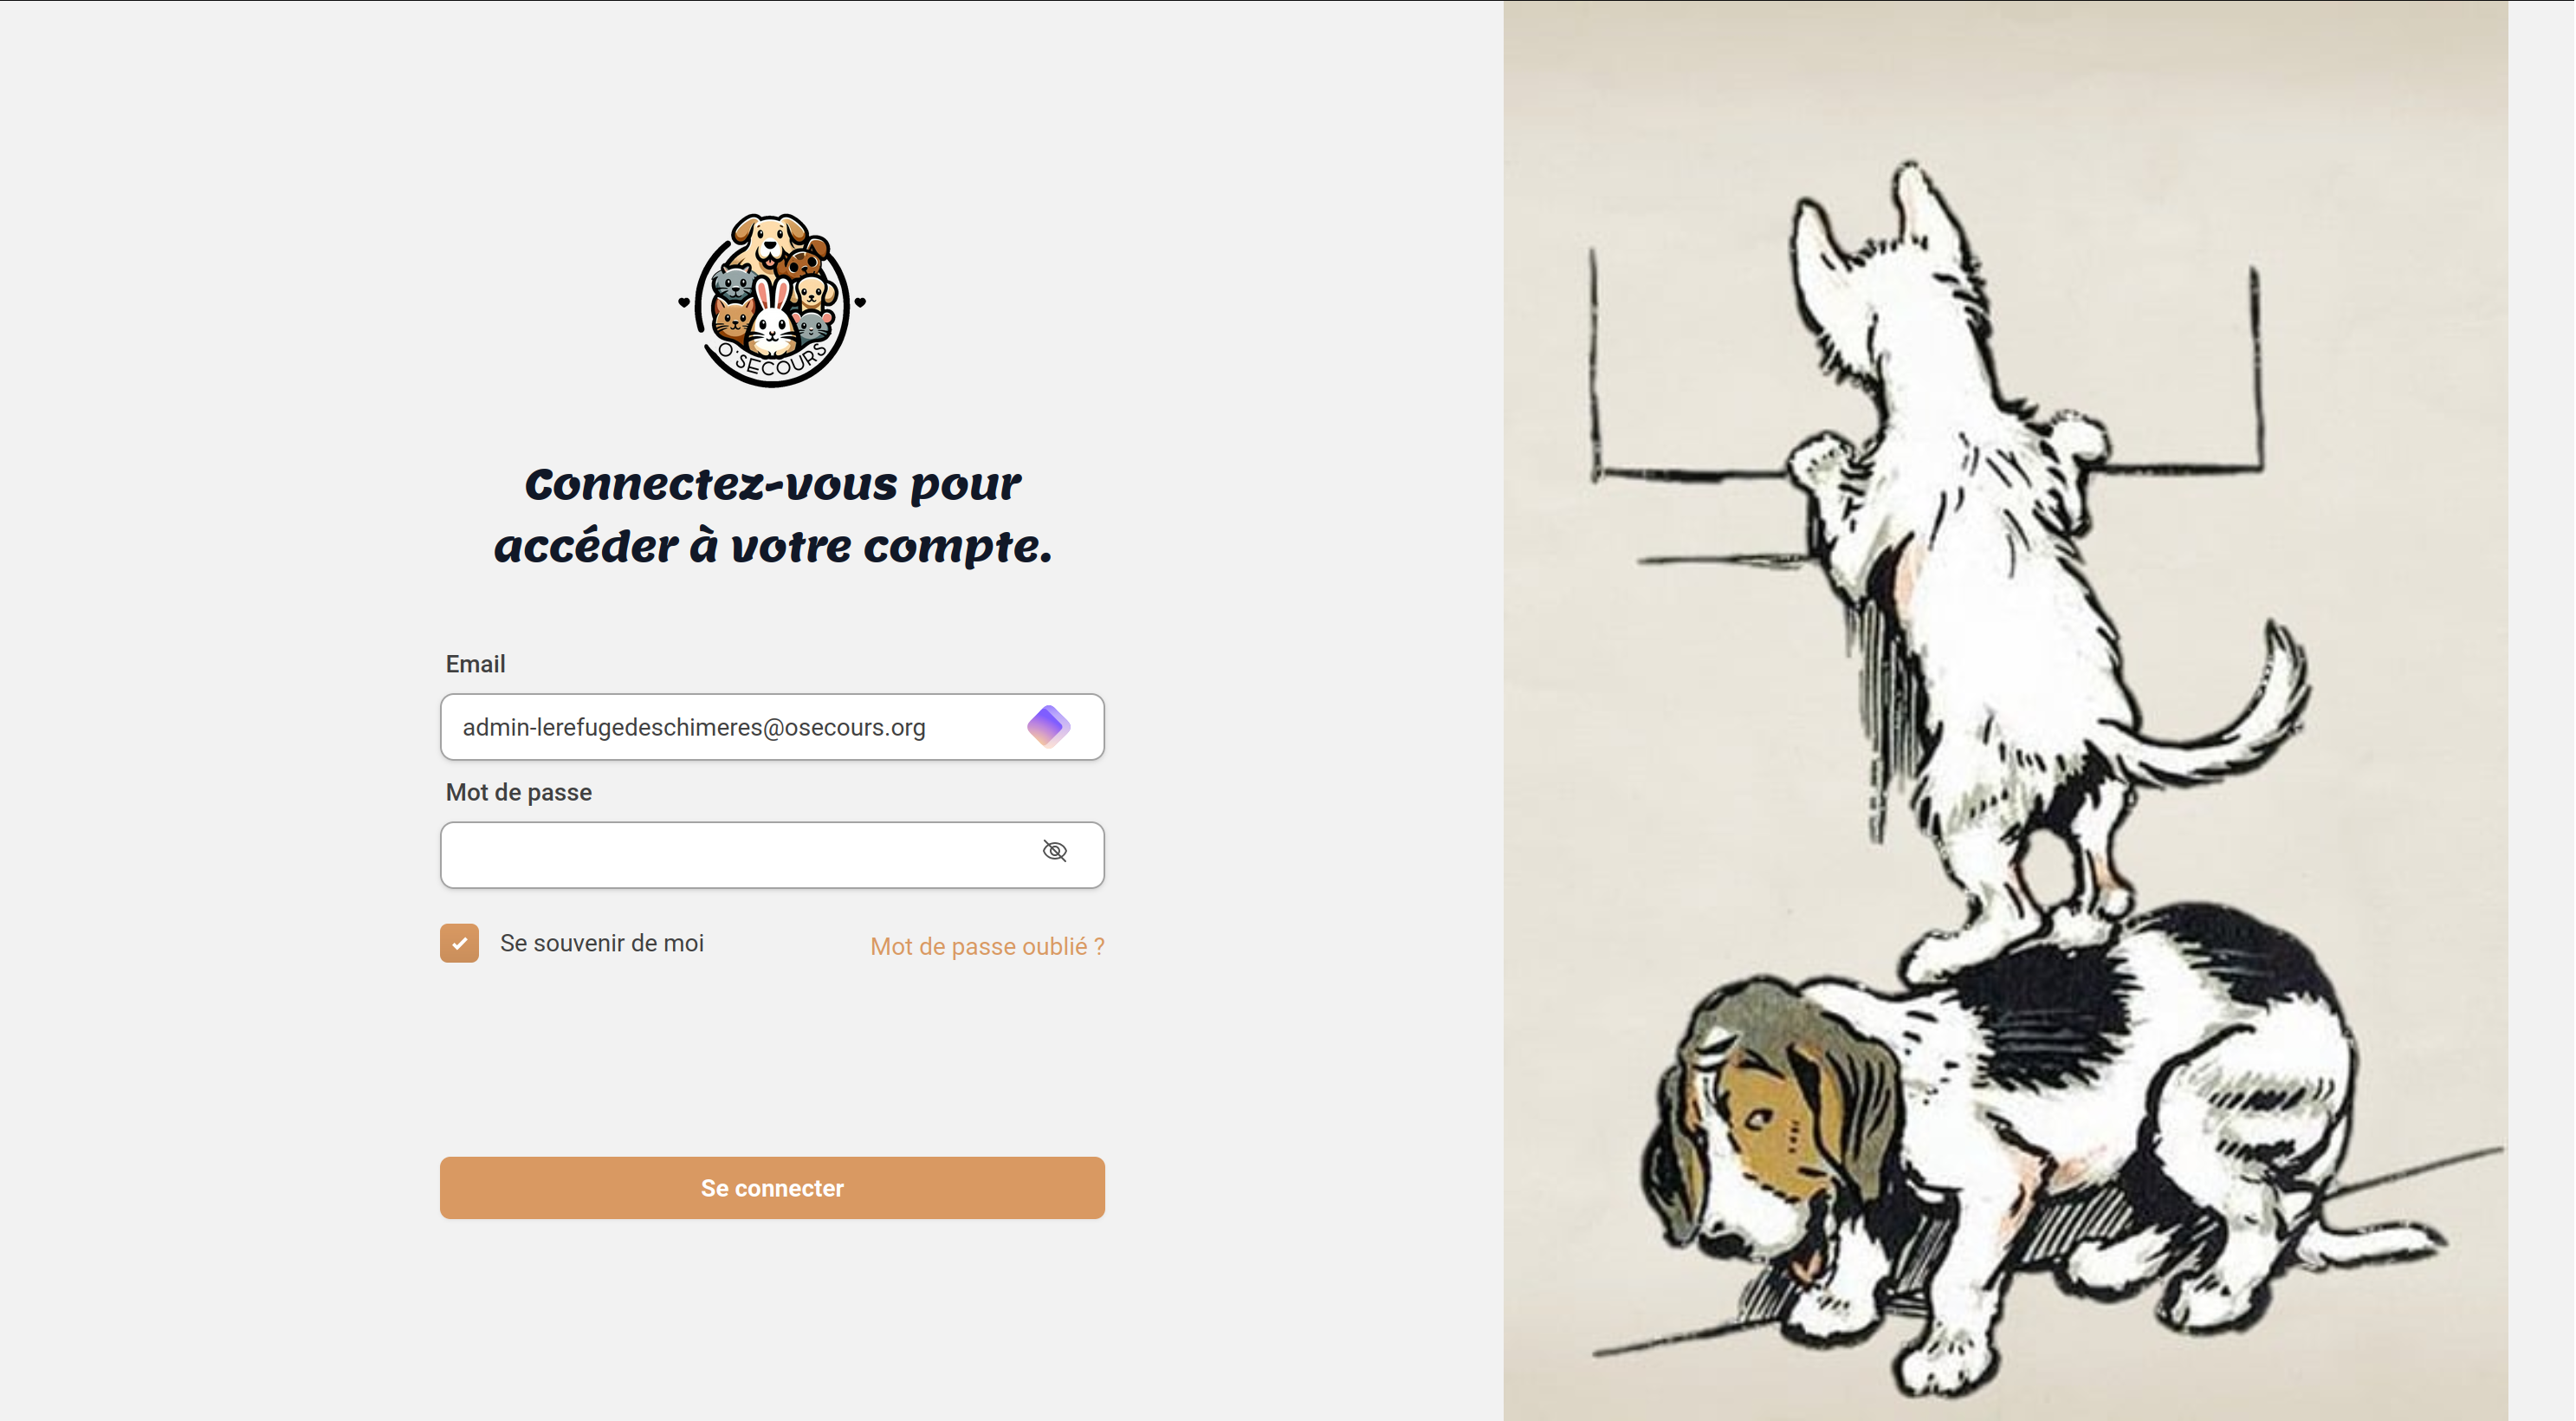 O'SECOURS
Connectez-vous pour
accéder à votre compte.
Email
admin-lerefugedeschimeres@osecours.org
Mot de passe
Se souvenir de moi
Mot de passe oublié ?
Se connecter